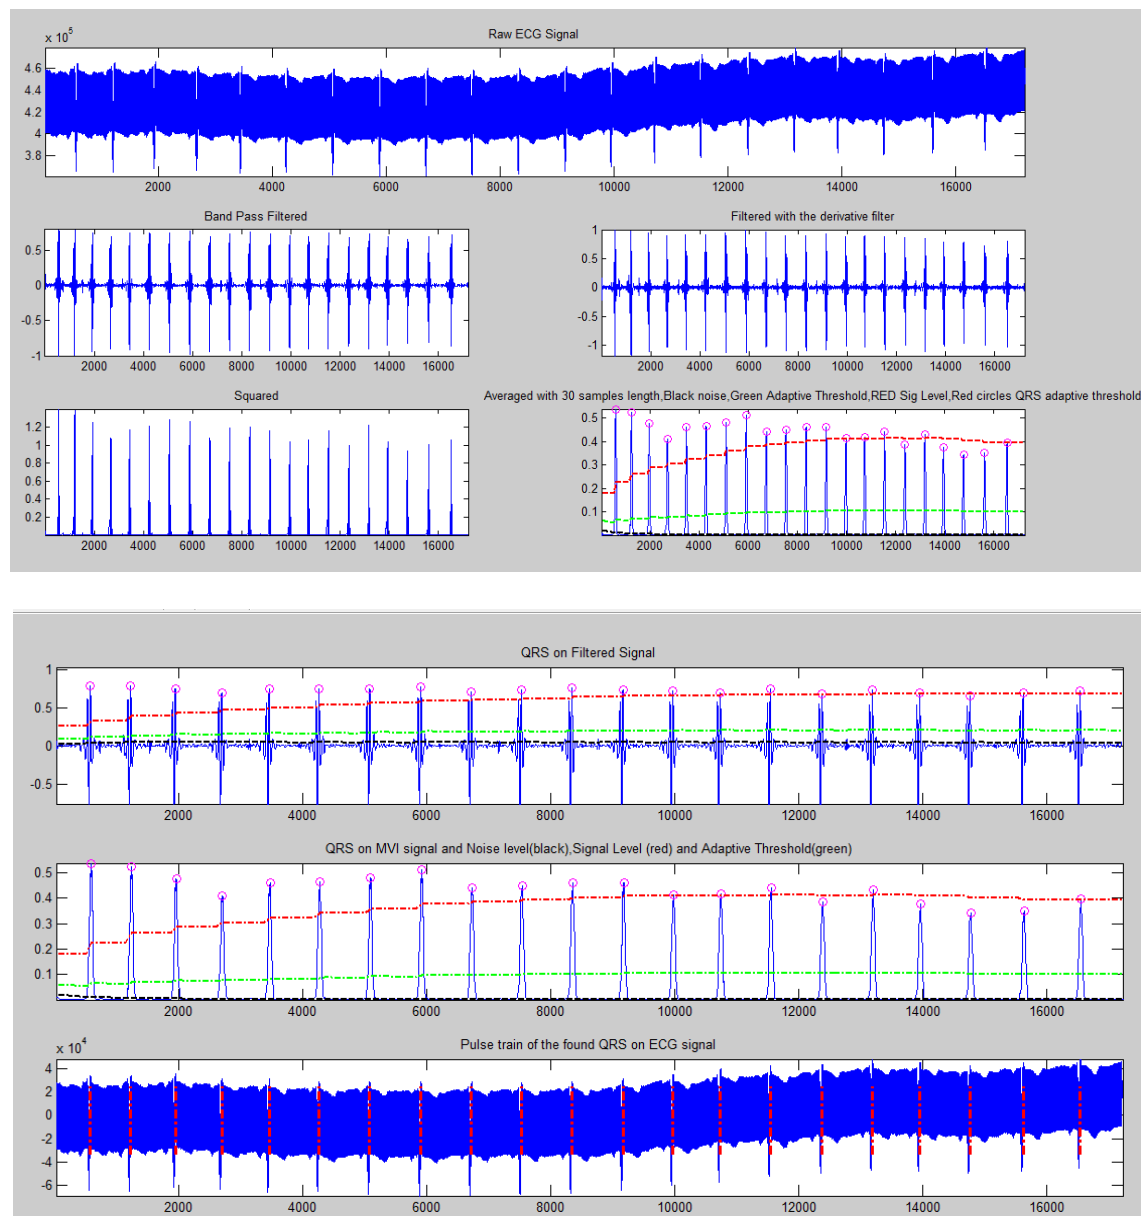 Raw ECG Signal
x 10^5
4.6
4.4
4.2
4
3.8
2000 4000 6000 8000 10000 12000 14000 16000
Band Pass Filtered
0.5
0
-0.5
-1
2000 4000 6000 8000 10000 12000 14000 16000
Filtered with the derivative filter
1
0.5
0
-0.5
-1
2000 4000 6000 8000 10000 12000 14000 16000
Squared
1.2
1
0.8
0.6
0.4
0.2
2000 4000 6000 8000 10000 12000 14000 16000
Averaged with 30 samples length,Black noise,Green Adaptive Threshold,RED Sig Level,Red circles QRS adaptive threshold
0.5
0.4
0.3
0.2
0.1
2000 4000 6000 8000 10000 12000 14000 16000
QRS on Filtered Signal
1
0.5
0
-0.5
2000 4000 6000 8000 10000 12000 14000 16000
QRS on MVI signal and Noise level(black),Signal Level (red) and Adaptive Threshold(green)
0.5
0.4
0.3
0.2
0.1
2000 4000 6000 8000 10000 12000 14000 16000
Pulse train of the found QRS on ECG signal
x 10^4
4
2
0
-2
-4
-6
2000 4000 6000 8000 10000 12000 14000 16000